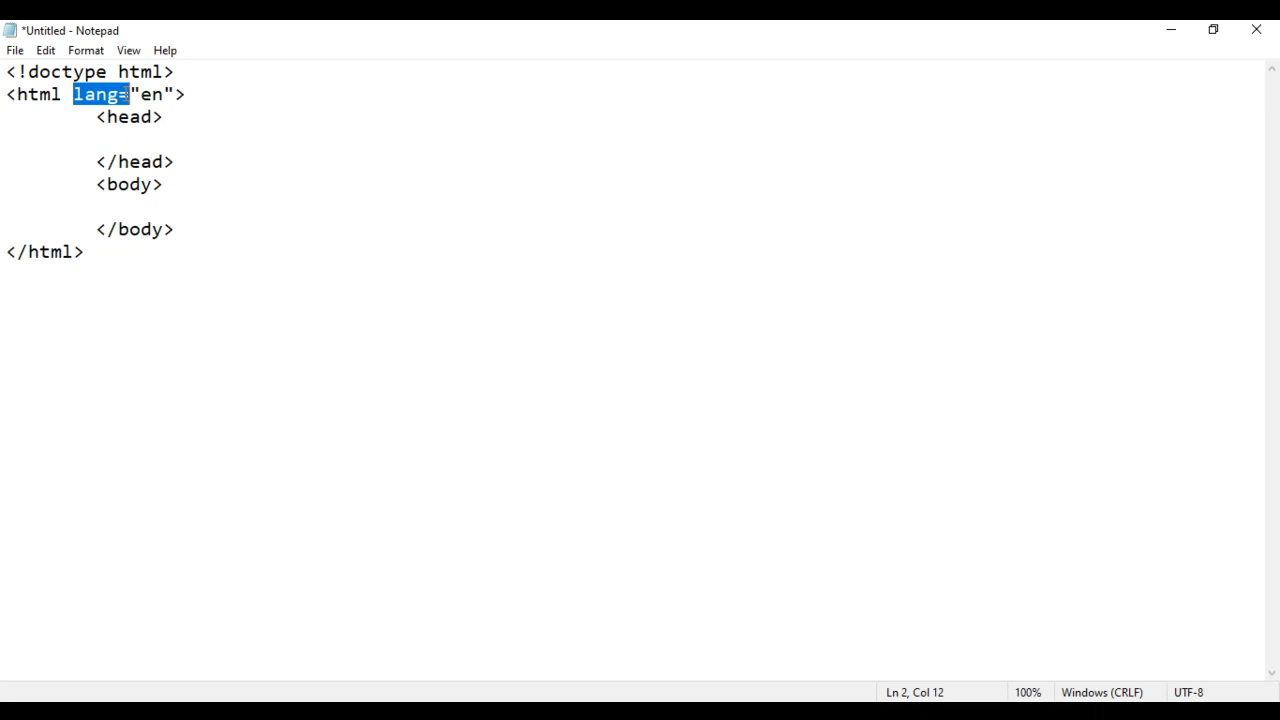 *Untitled - Notepad
File Edit Format View Help
<!doctype html>
<html lang="en">
<head>
</head>
<body>
</body>
</html>
Ln 2, Col 12 100% Windows (CRLF) UTF-8